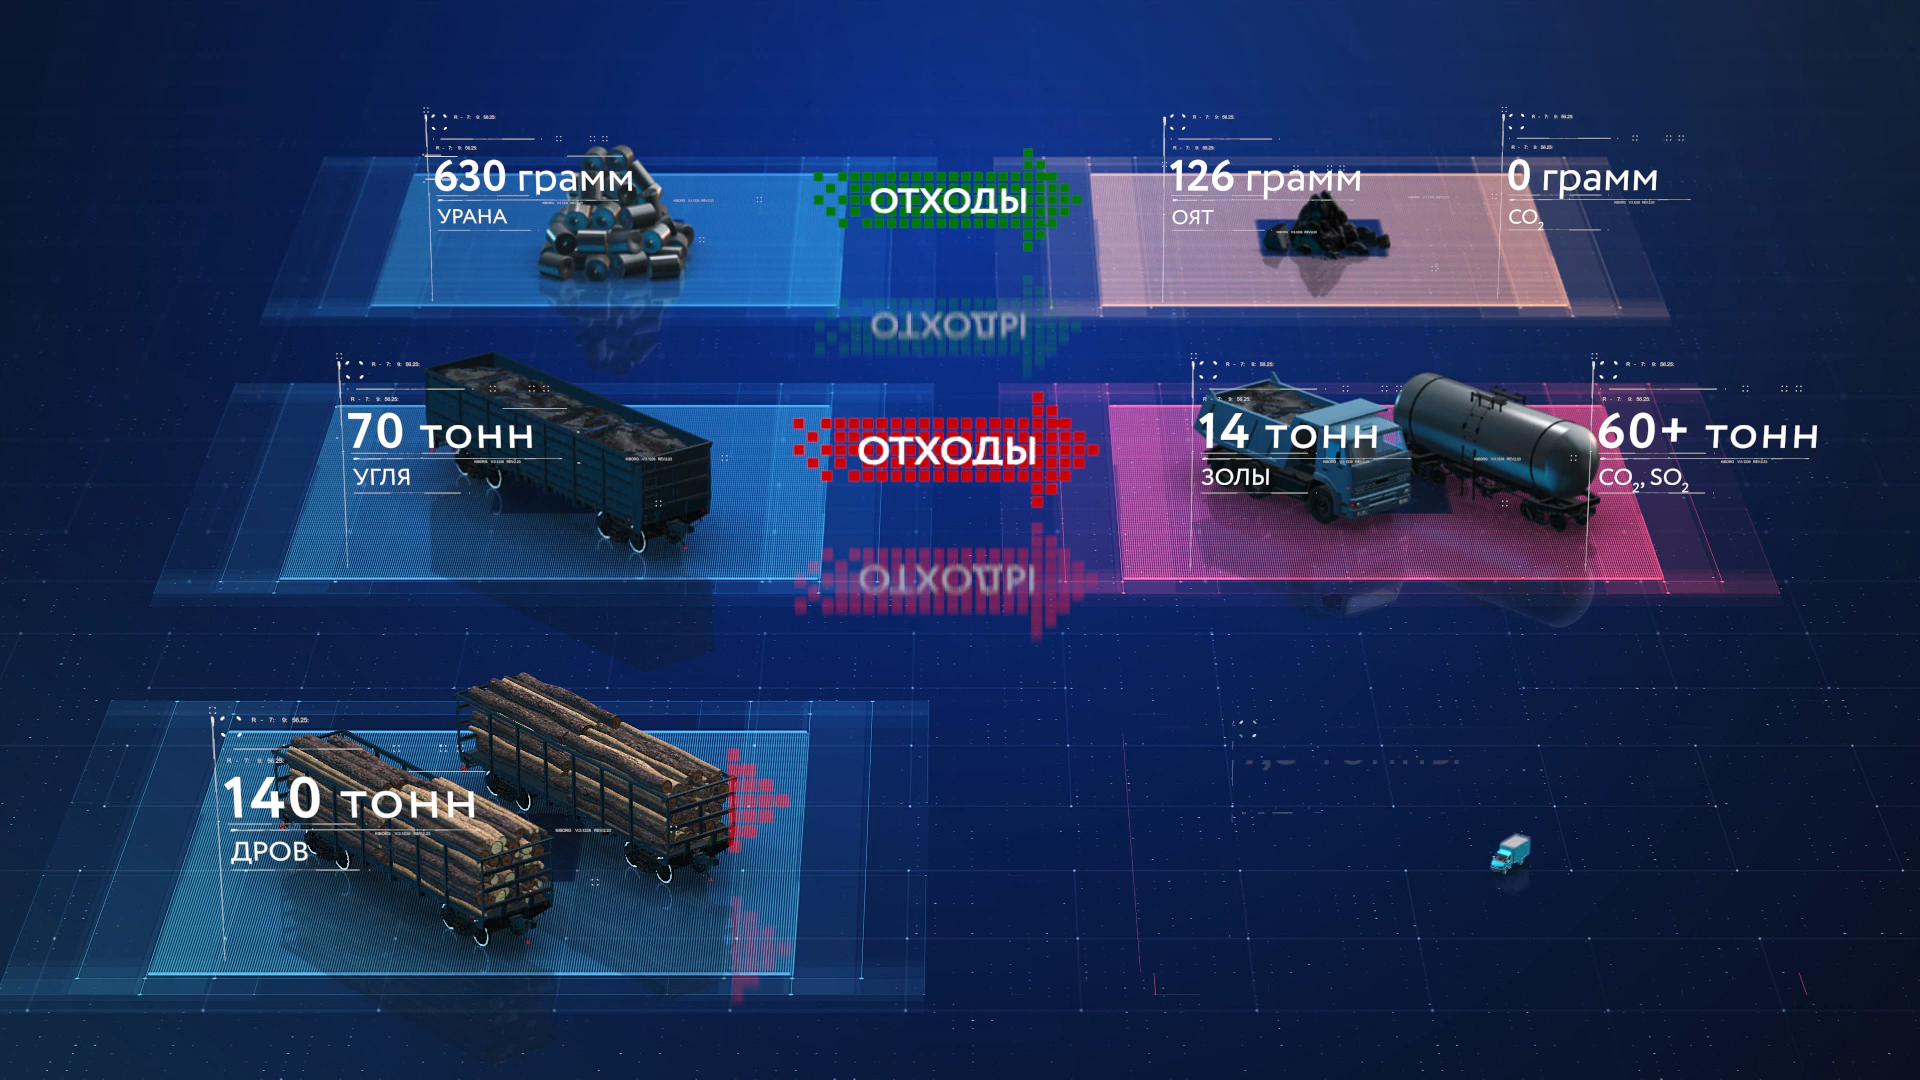 630 грамм
УРАНА
ОТХОДЫ
126 грамм
ОЯТ
0 грамм
CO₂
70 тонн
УГЛЯ
ОТХОДЫ
14 тонн
ЗОЛЫ
60+ тонн
CO₂, SO₂
140 тонн
ДРОВ